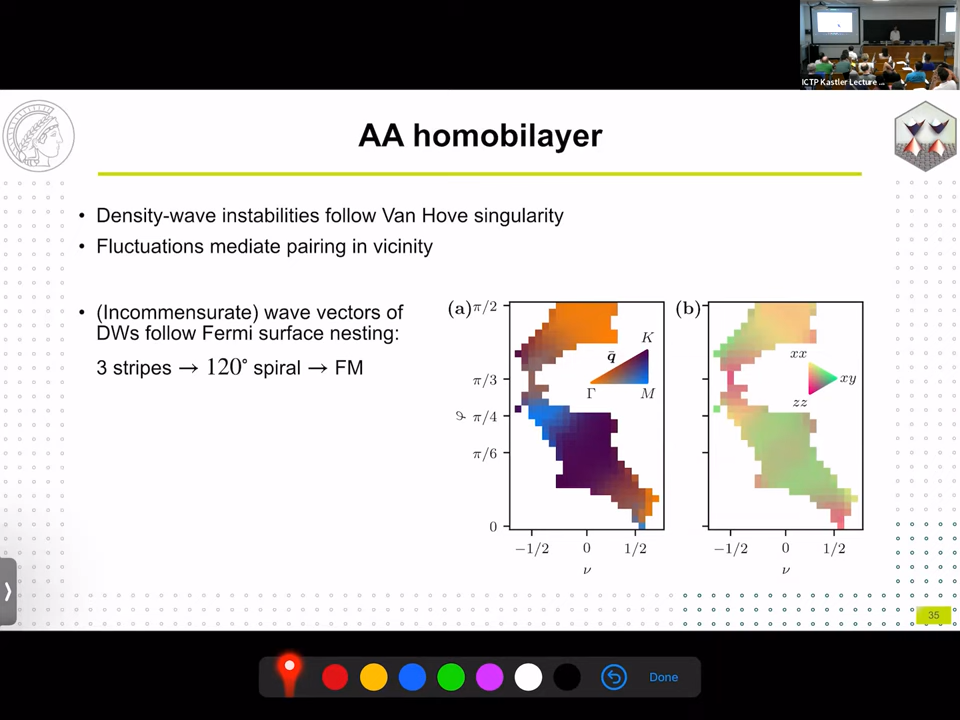 ICTP Kastler Lecture ...
AA homobilayer
• Density-wave instabilities follow Van Hove singularity
• Fluctuations mediate pairing in vicinity
• (Incommensurate) wave vectors of
DWs follow Fermi surface nesting:
3 stripes → 120° spiral → FM
(a) π/2
π/3
ϑ π/4
π/6
0
−1/2 0 1/2
ν
K
q̄
Γ M
(b)
xx
xy
zz
−1/2 0 1/2
ν
35
Done